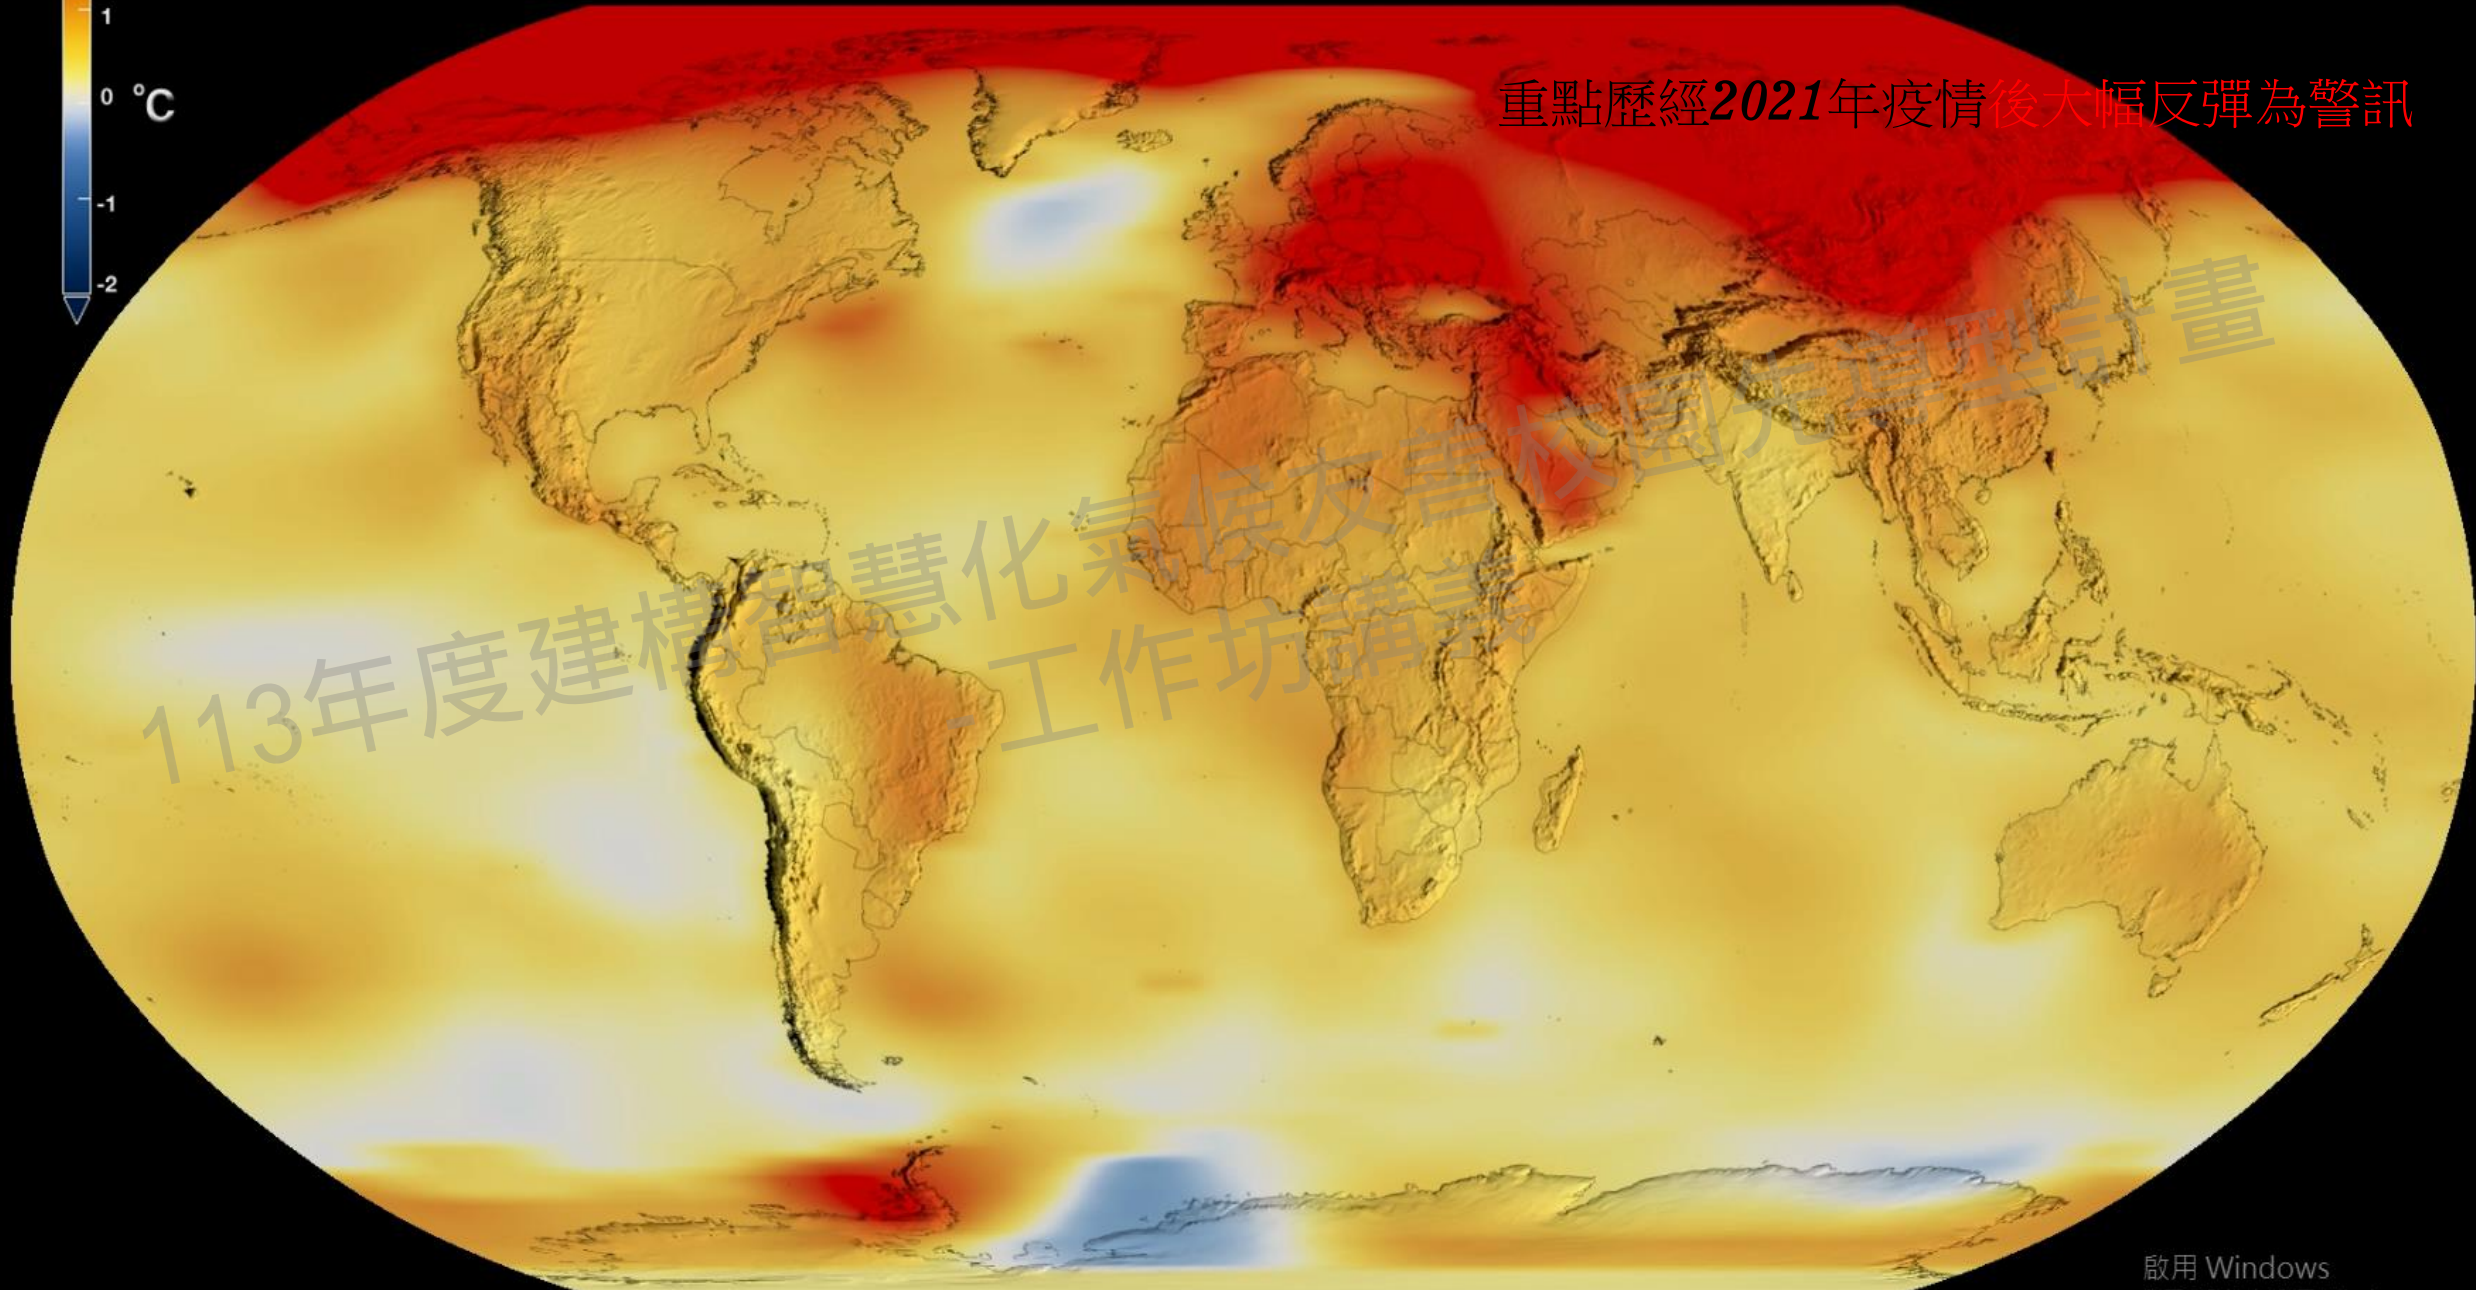 1
0 °C
-1
-2
重點歷經2021年疫情後大幅反彈為警訊
113年度建構智慧化氣候友善校園先導型計畫
-工作坊講義
啟用 Windows